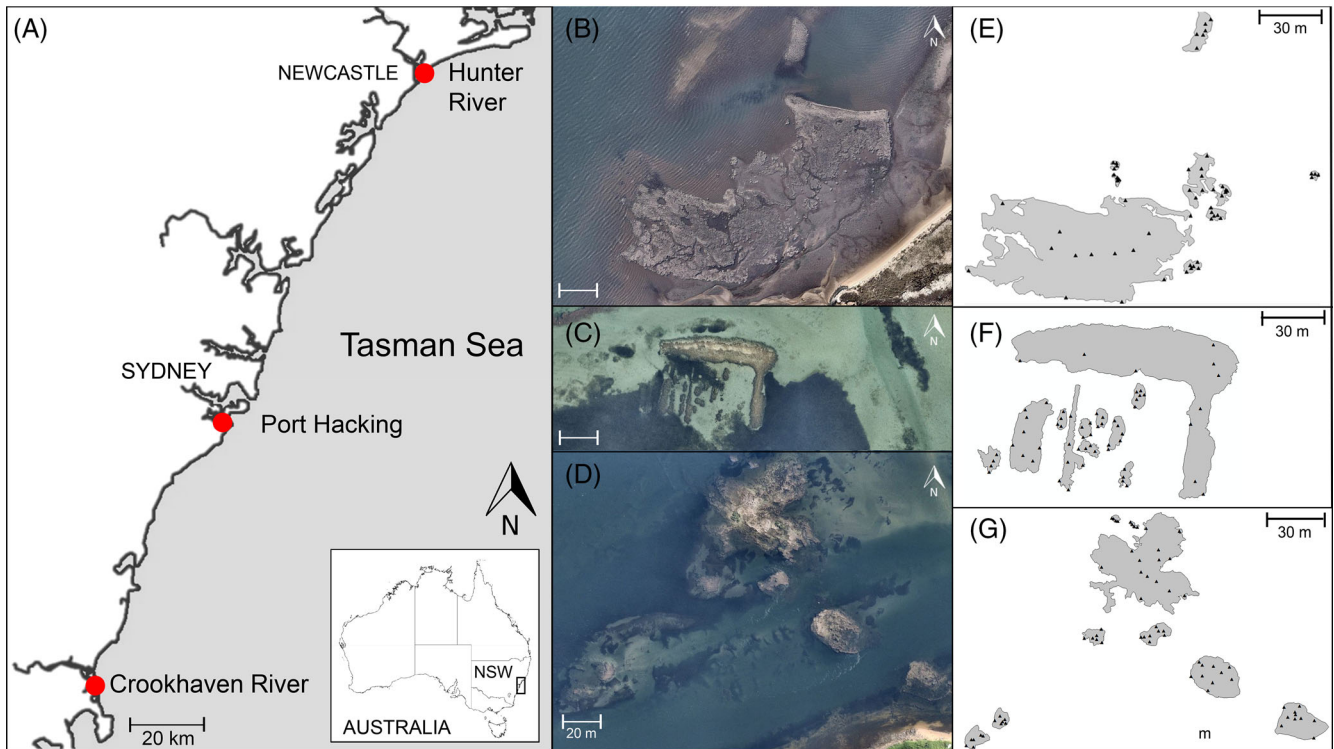 (A)
NEWCASTLE
Hunter
River
Tasman Sea
SYDNEY
Port Hacking
N
Crookhaven River
20 km
NSW
AUSTRALIA
(B)
N
(C)
N
(D)
N
20 m
(E)
30 m
(F)
30 m
(G)
30 m
m